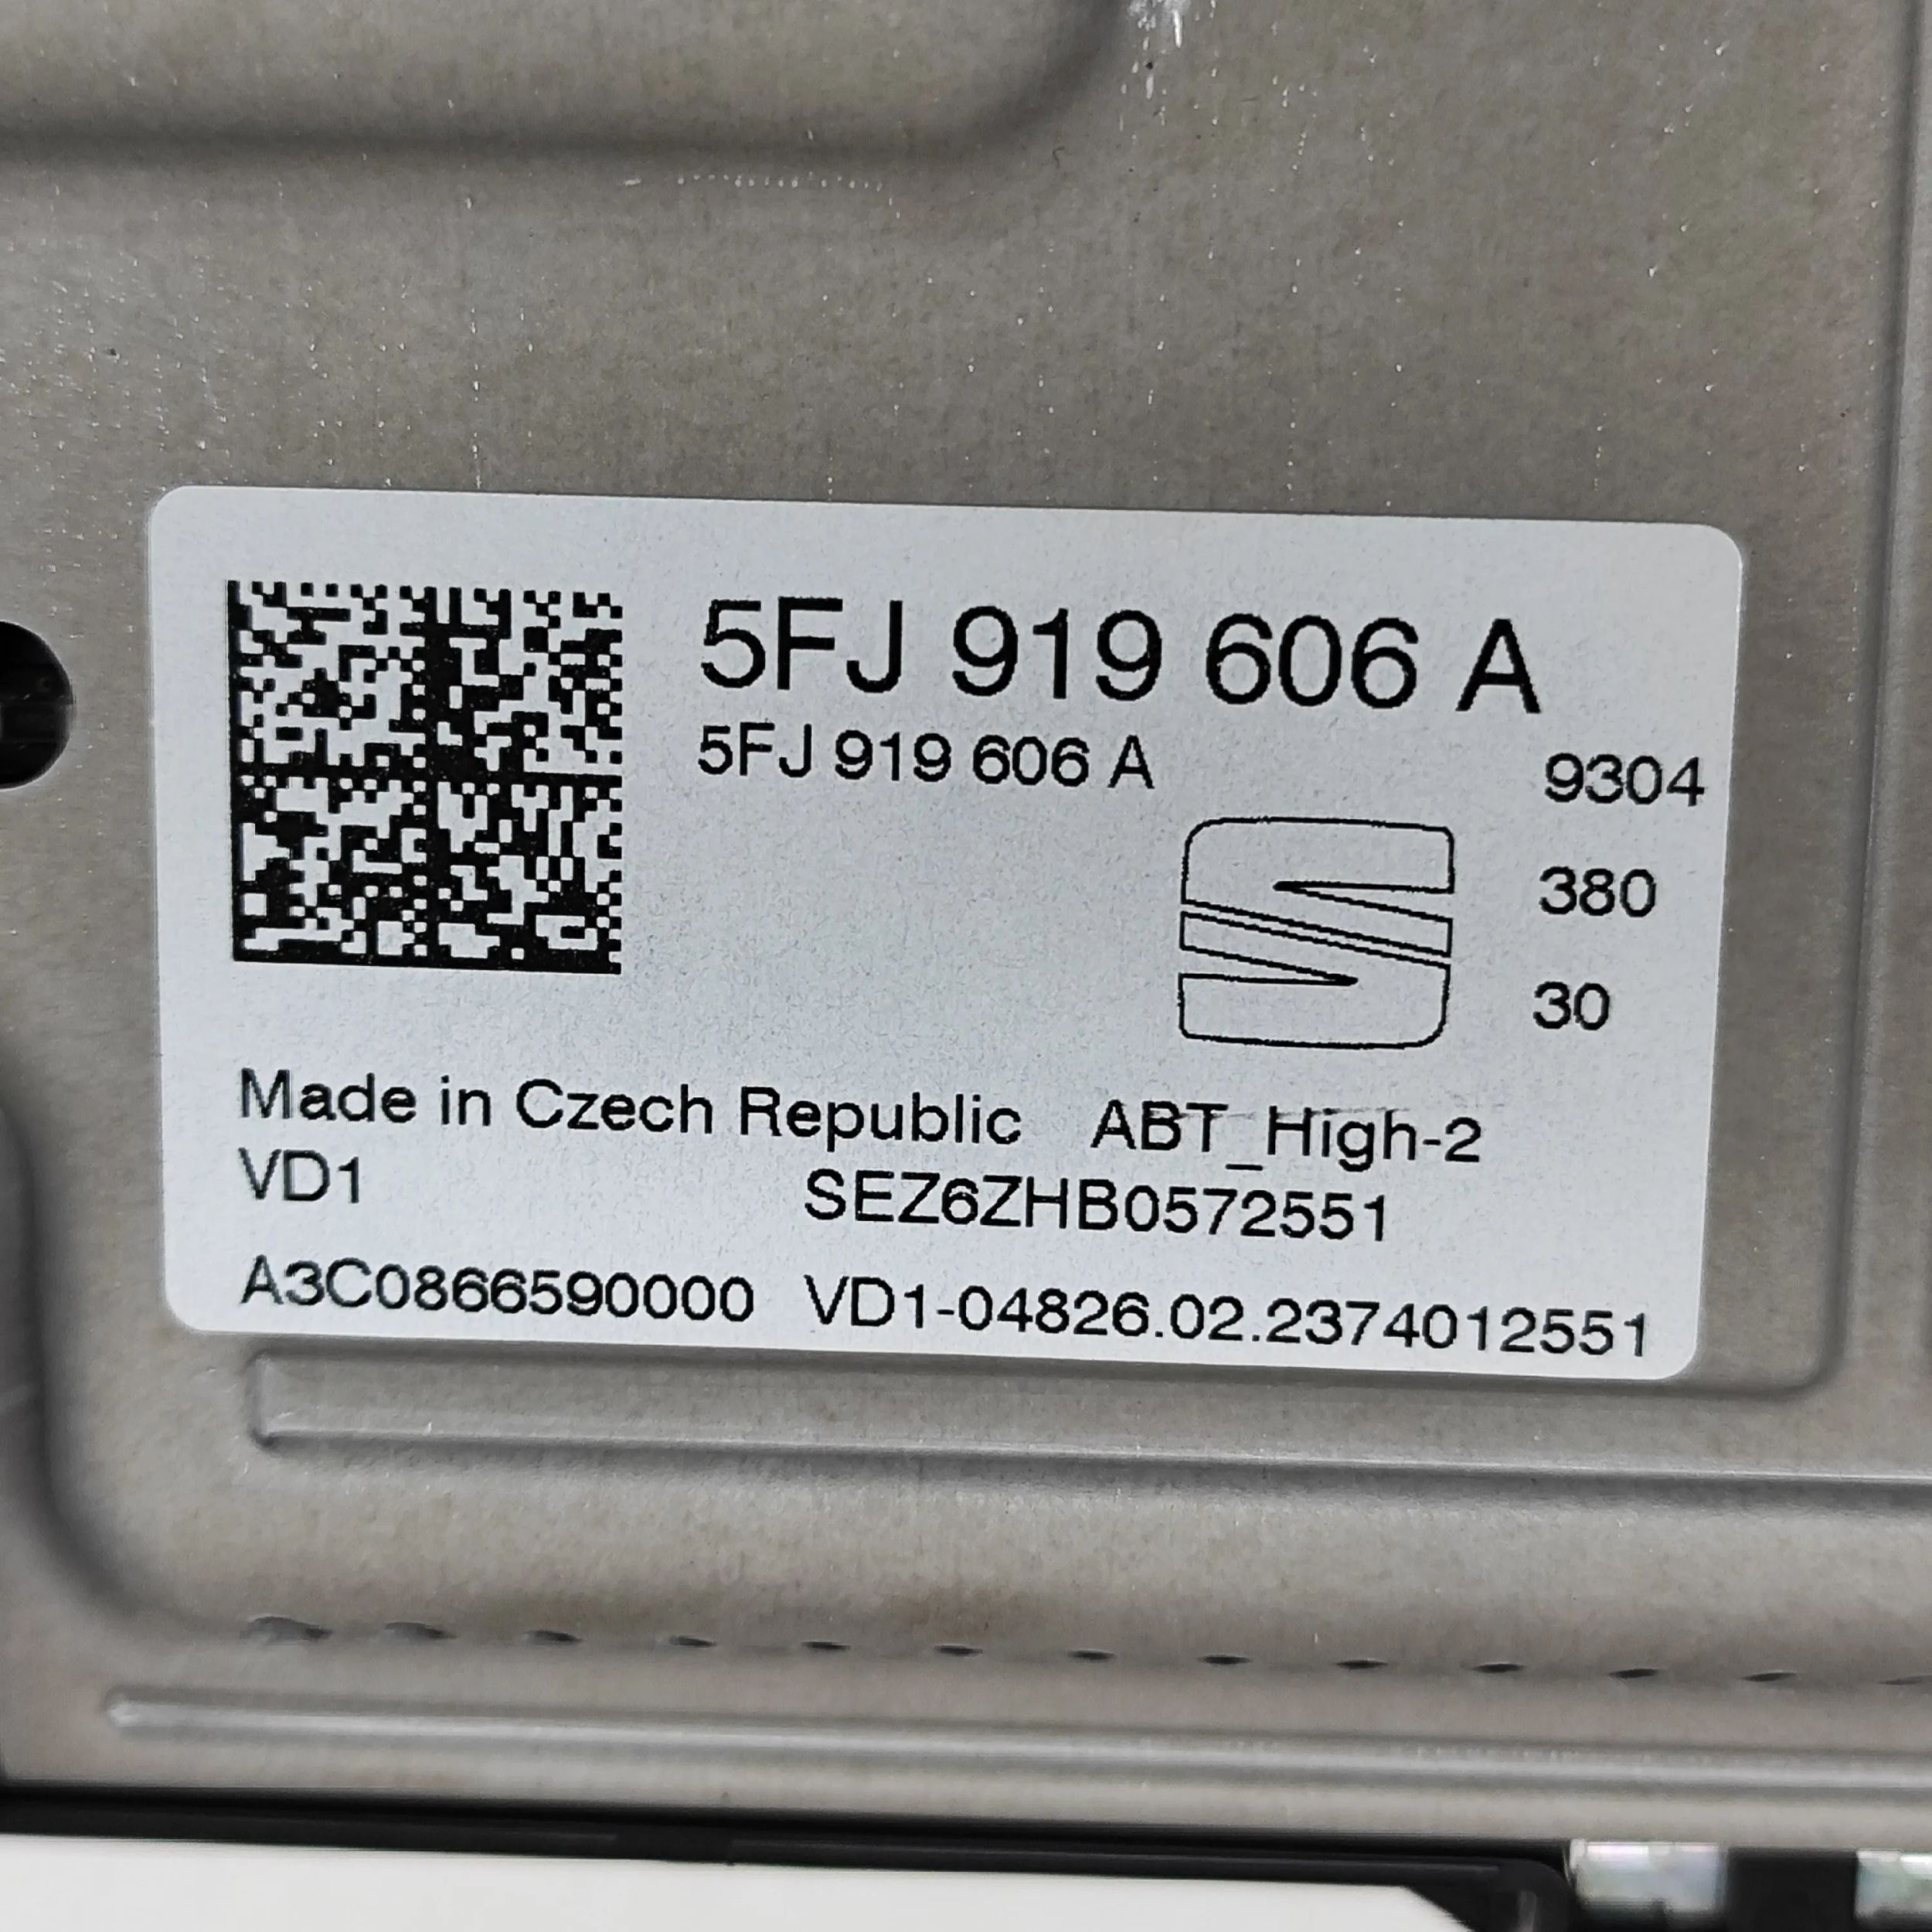 5FJ 919 606 A
5FJ 919 606 A
9304
380
30
Made in Czech Republic ABT_High-2
VD1 SEZ6ZHB0572551
A3C0866590000 VD1-04826.02.2374012551